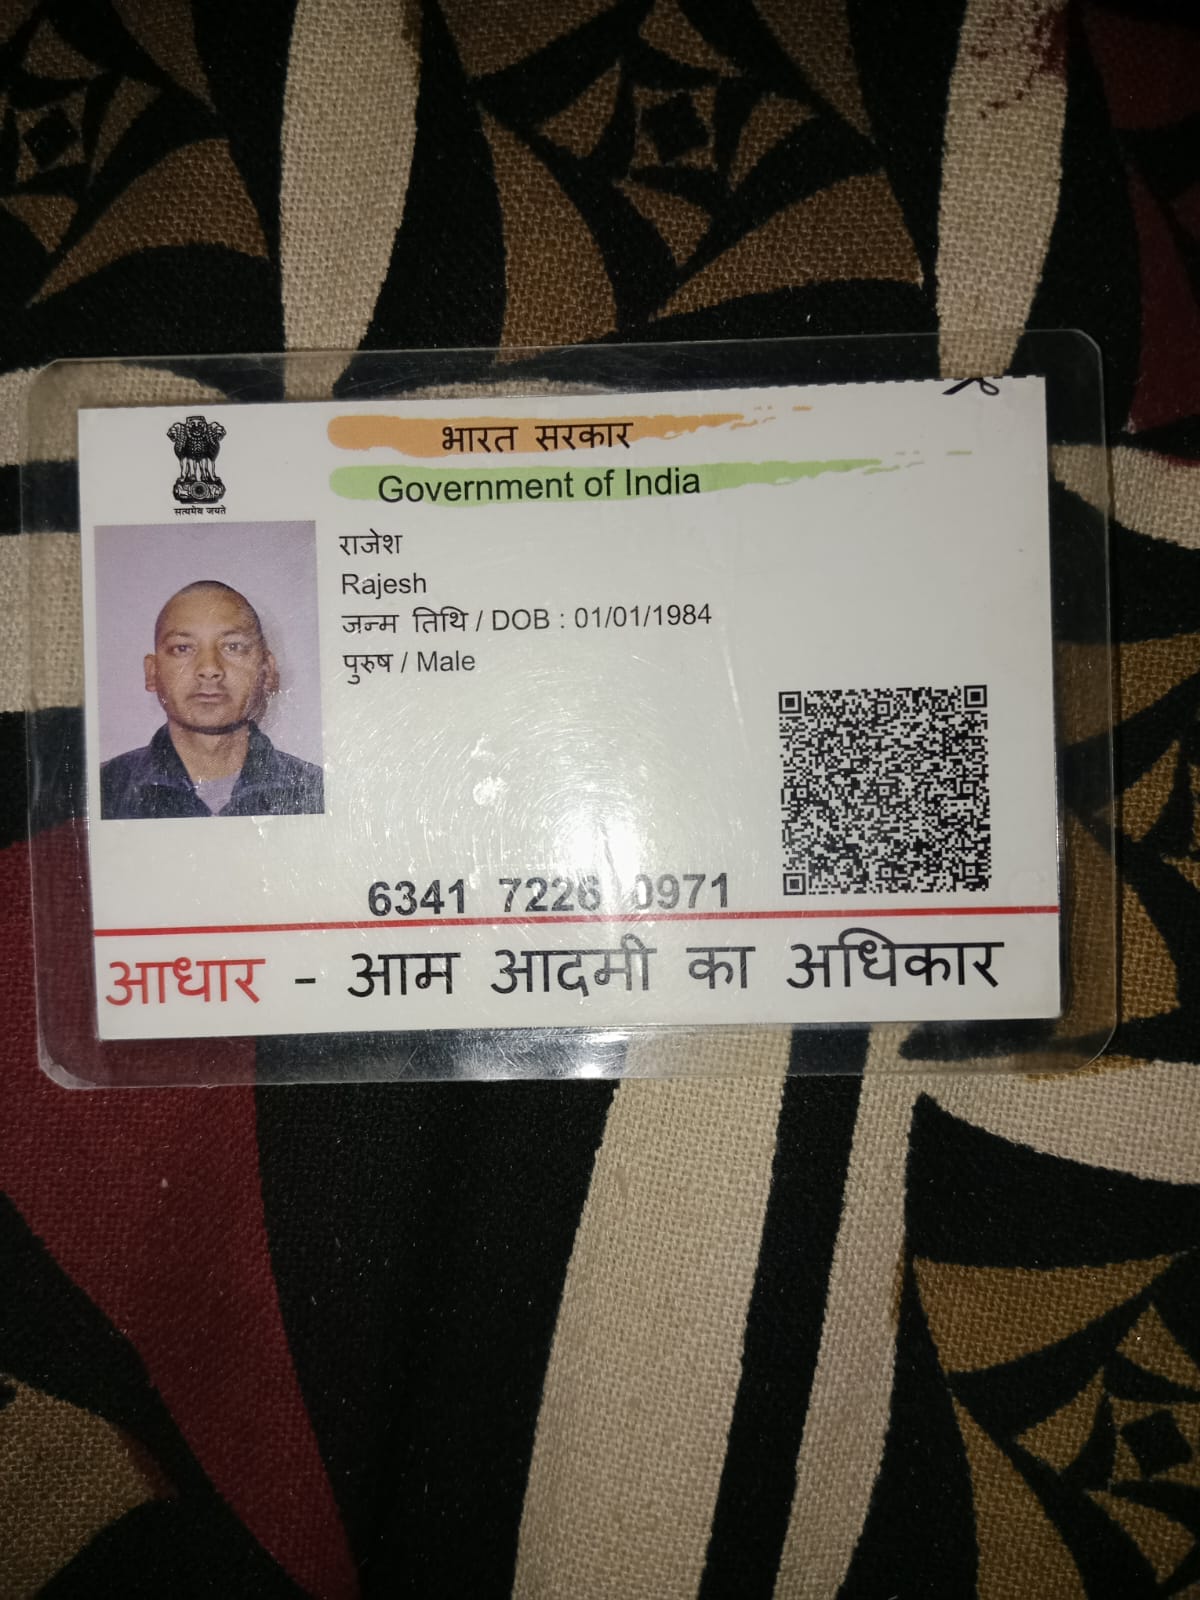 सत्यमेव जयते
भारत सरकार
Government of India
राजेश
Rajesh
जन्म तिथि / DOB : 01/01/1984
पुरुष / Male
6341 7226 0971
आधार - आम आदमी का अधिकार